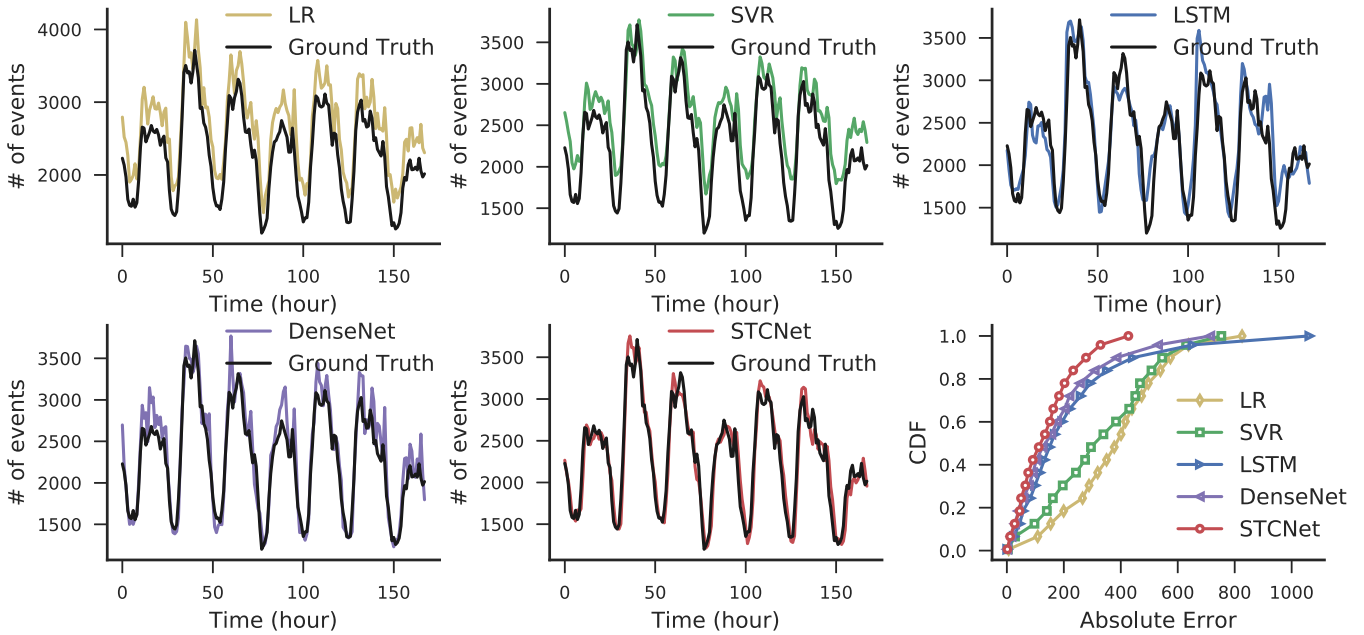 LR
Ground Truth
4000
3000
2000
# of events
0
50
100
150
Time (hour)
SVR
Ground Truth
3500
3000
2500
2000
1500
# of events
0
50
100
150
Time (hour)
LSTM
Ground Truth
3500
3000
2500
2000
1500
# of events
0
50
100
150
Time (hour)
DenseNet
Ground Truth
3500
3000
2500
2000
1500
# of events
0
50
100
150
Time (hour)
STCNet
Ground Truth
3500
3000
2500
2000
1500
# of events
0
50
100
150
Time (hour)
1.0
0.8
0.6
0.4
0.2
0.0
CDF
LR
SVR
LSTM
DenseNet
STCNet
0
200
400
600
800
1000
Absolute Error